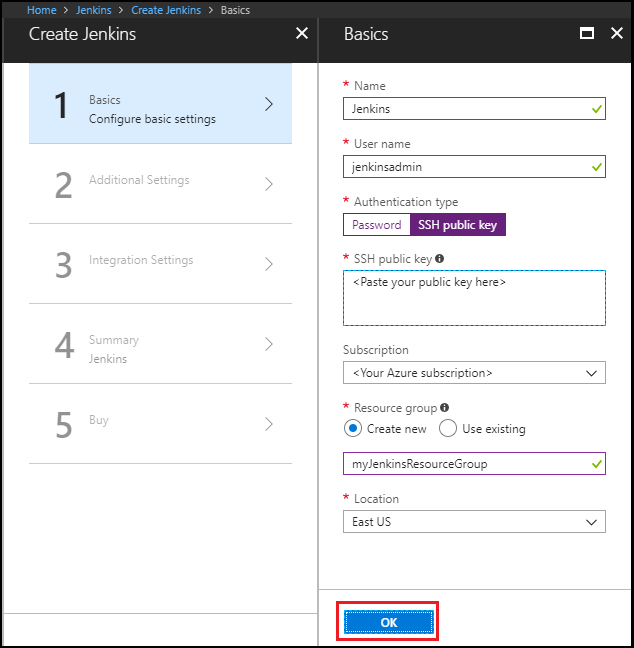 Home > Jenkins > Create Jenkins > Basics
Create Jenkins
1
Basics
Configure basic settings
2
Additional Settings
3
Integration Settings
4
Summary
Jenkins
5
Buy
Basics
* Name
Jenkins
* User name
jenkinsadmin
* Authentication type
Password
SSH public key
* SSH public key
<Paste your public key here>
Subscription
<Your Azure subscription>
* Resource group
Create new
Use existing
myJenkinsResourceGroup
* Location
East US
OK